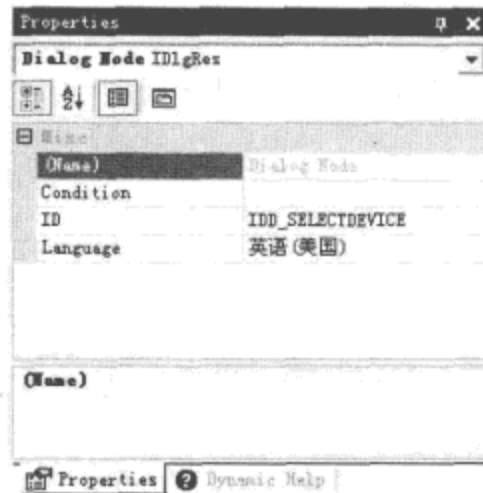 Properties
Dialog Node IDlgRes
Misc
(Name) Dialog Node
Condition
ID IDD_SELECTDEVICE
Language 英语(美国)
(Name)
Properties Dynamic Help